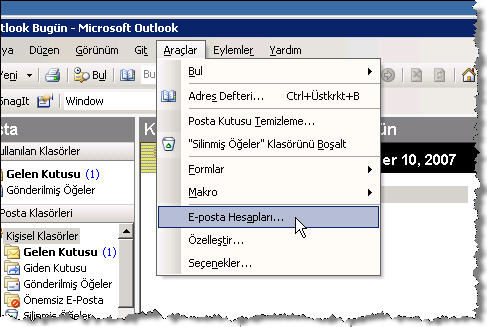 tlook Bugün - Microsoft Outlook
ya Düzen Görünüm Git Araçlar Eylemler Yardım
Yeni Bul Bu
SnagIt Window
Bul
Adres Defteri... Ctrl+Üstkrkt+B
Posta Kutusu Temizleme...
"Silinmiş Öğeler" Klasörünü Boşalt
Formlar
Makro
E-posta Hesapları...
Özelleştir...
Seçenekler...
sta
K ün
er 10, 2007
ullanılan Klasörler
Gelen Kutusu (1)
Gönderilmiş Öğeler
Posta Klasörleri
Kişisel Klasörler
Gelen Kutusu (1)
Giden Kutusu
Gönderilmiş Öğeler
Önemsiz E-Posta
Silinmiş Öğeler